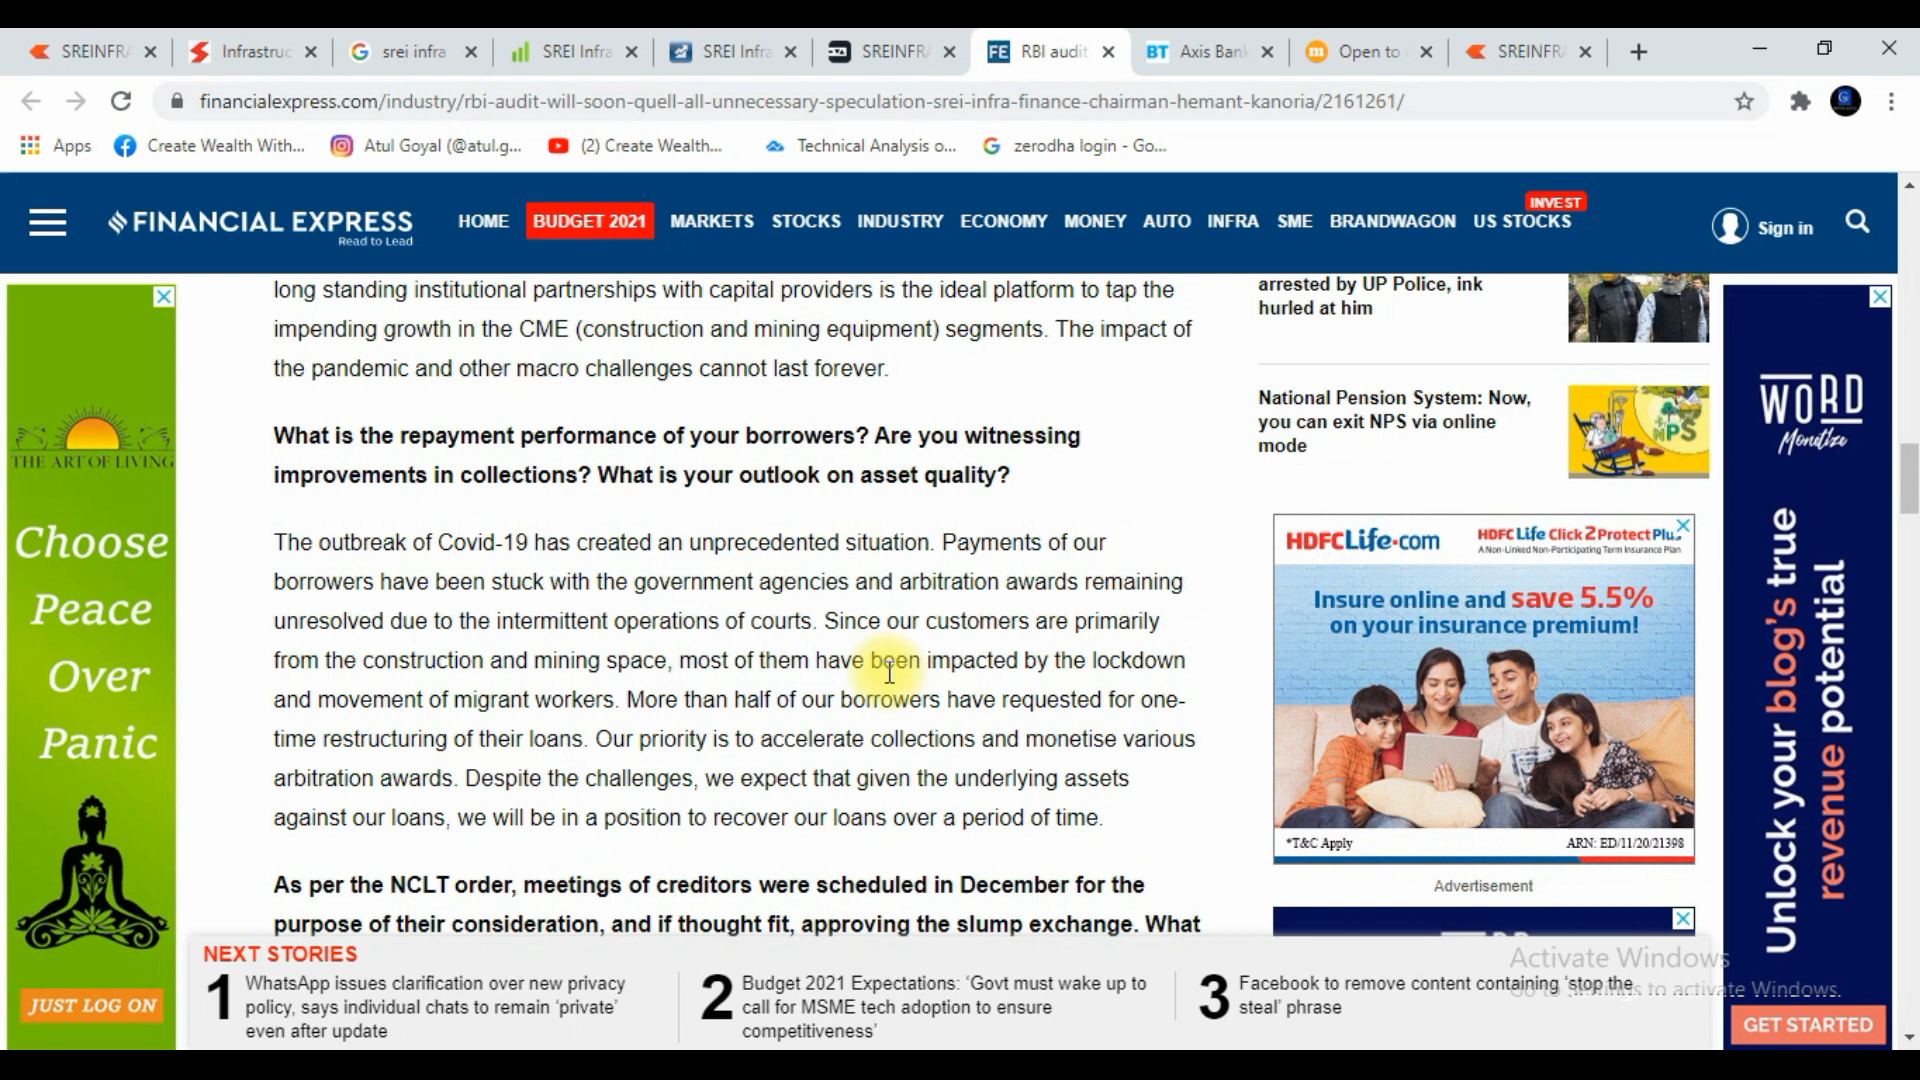 SREINFRA
Infrastruc
srei infra
SREI Infra
SREI Infra
SREINFRA
FE
RBI audit
BT
Axis Bank
m
Open to
SREINFRA
financialexpress.com/industry/rbi-audit-will-soon-quell-all-unnecessary-speculation-srei-infra-finance-chairman-hemant-kanoria/2161261/
Apps
Create Wealth With...
Atul Goyal (@atul.g...
(2) Create Wealth...
Technical Analysis o...
zerodha login - Go...
FINANCIAL EXPRESS
Read to Lead
HOME
BUDGET 2021
MARKETS
STOCKS
INDUSTRY
ECONOMY
MONEY
AUTO
INFRA
SME
BRANDWAGON
INVEST
US STOCKS
Sign in
THE ART OF LIVING
Choose
Peace
Over
Panic
JUST LOG ON
long standing institutional partnerships with capital providers is the ideal platform to tap the
impending growth in the CME (construction and mining equipment) segments. The impact of
the pandemic and other macro challenges cannot last forever.
What is the repayment performance of your borrowers? Are you witnessing
improvements in collections? What is your outlook on asset quality?
The outbreak of Covid-19 has created an unprecedented situation. Payments of our
borrowers have been stuck with the government agencies and arbitration awards remaining
unresolved due to the intermittent operations of courts. Since our customers are primarily
from the construction and mining space, most of them have been impacted by the lockdown
and movement of migrant workers. More than half of our borrowers have requested for one-
time restructuring of their loans. Our priority is to accelerate collections and monetise various
arbitration awards. Despite the challenges, we expect that given the underlying assets
against our loans, we will be in a position to recover our loans over a period of time.
As per the NCLT order, meetings of creditors were scheduled in December for the
purpose of their consideration, and if thought fit, approving the slump exchange. What
arrested by UP Police, ink
hurled at him
National Pension System: Now,
you can exit NPS via online
mode
NPS
HDFCLife.com
HDFC Life Click 2 Protect Plus
A Non-Linked Non-Participating Term Insurance Plan
Insure online and save 5.5%
on your insurance premium!
*T&C Apply
ARN: ED/11/20/21398
Advertisement
WORD
Monetize
Unlock your blog's true
revenue potential
GET STARTED
NEXT STORIES
1
WhatsApp issues clarification over new privacy
policy, says individual chats to remain ‘private’
even after update
2
Budget 2021 Expectations: ‘Govt must wake up to
call for MSME tech adoption to ensure
competitiveness’
3
Facebook to remove content containing ‘stop the
steal’ phrase
Activate Windows
Go to Settings to activate Windows.